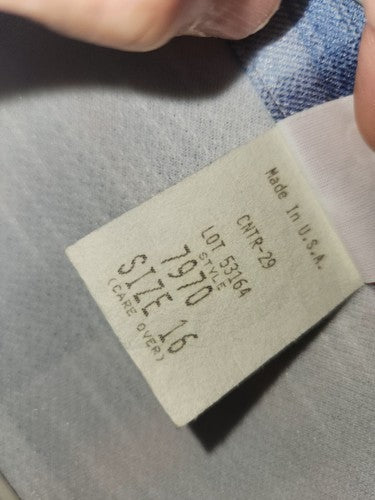 Made In U.S.A.
CNTR-29
LOT 53164
STYLE
7970
SIZE 16
(CARE OVER)